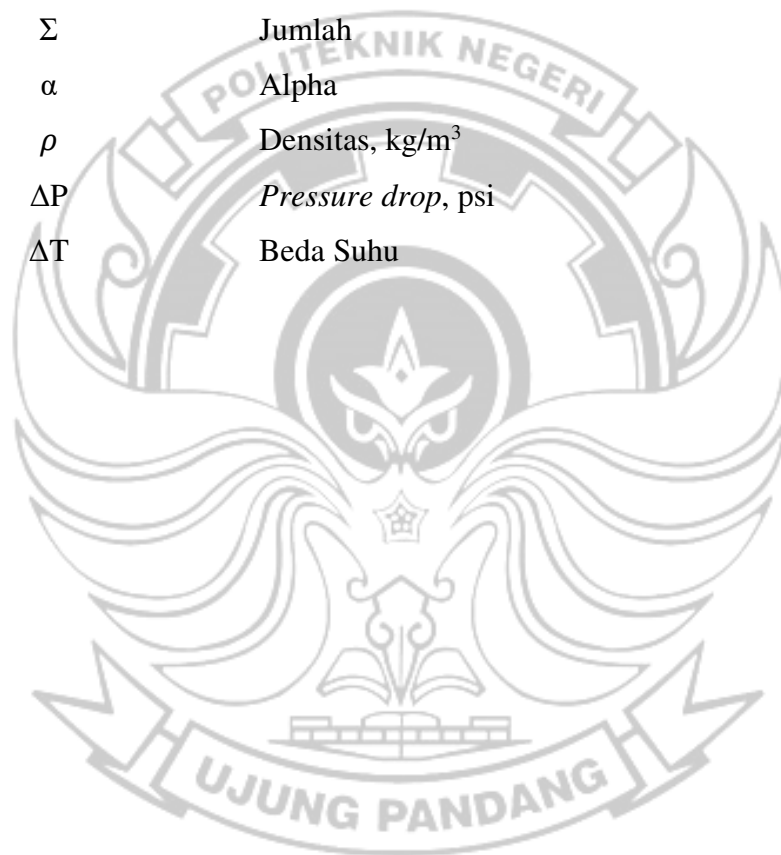 Σ Jumlah
α Alpha
ρ Densitas, kg/m³
ΔP Pressure drop, psi
ΔT Beda Suhu
POLITEKNIK NEGERI
UJUNG PANDANG